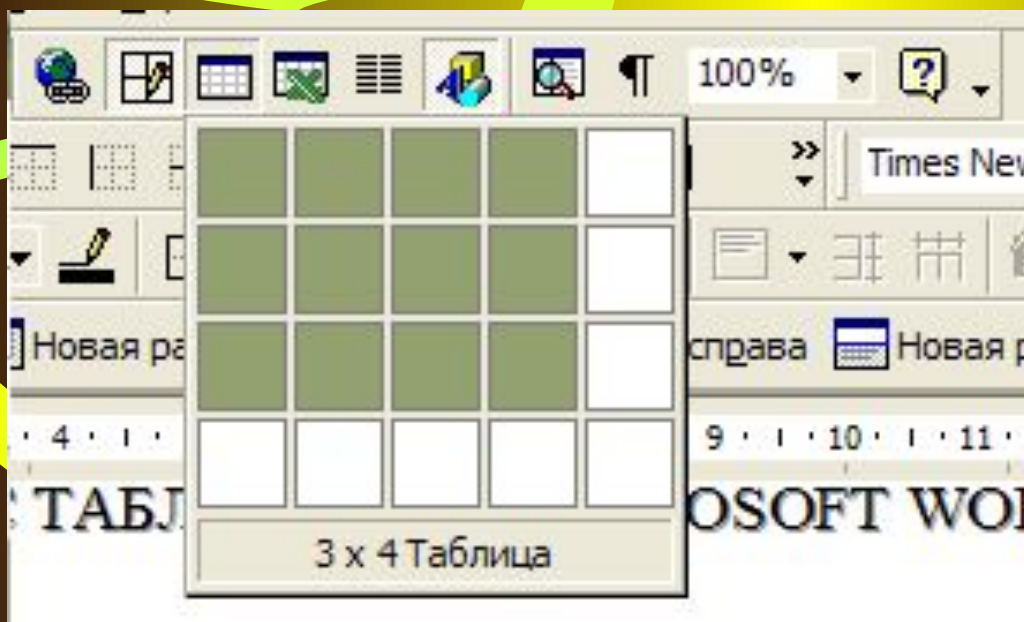 100%
Times New
Новая ра
справа
Новая р
4 9 10 11
ТАБЛ OSOFT WO
3 x 4 Таблица